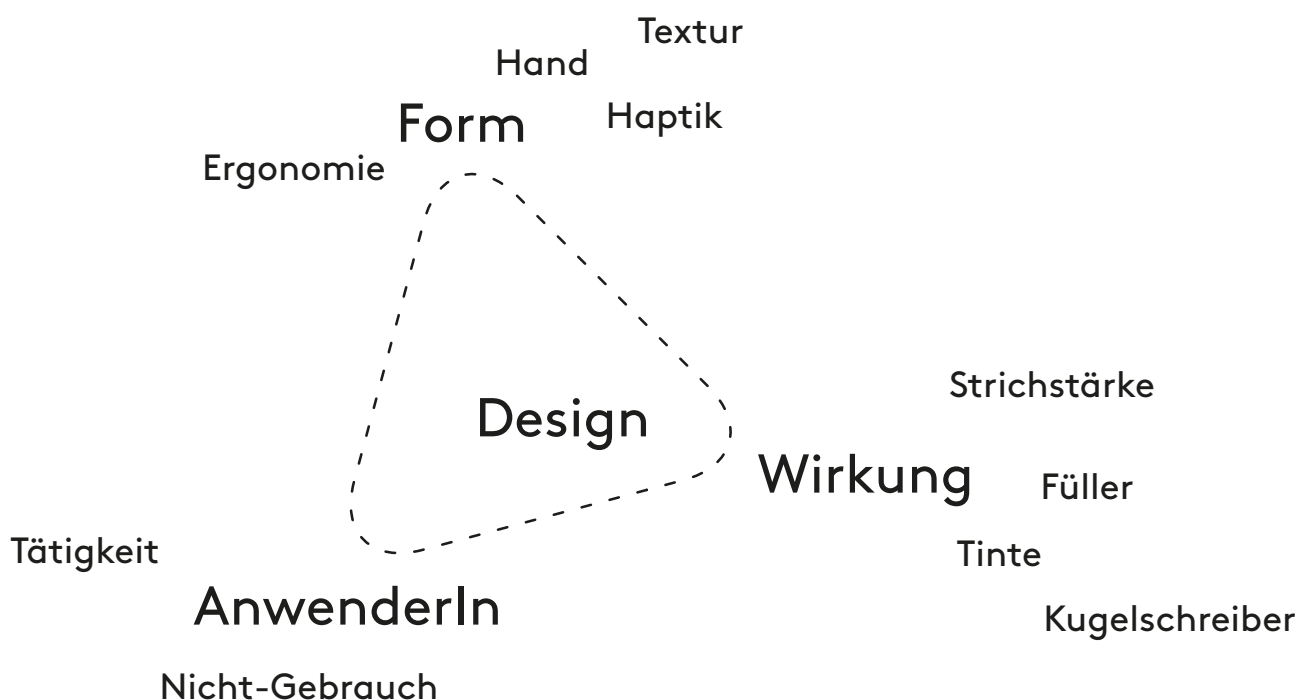 Textur
Hand
Form
Haptik
Ergonomie
Design
Strichstärke
Wirkung
Füller
Tätigkeit
Tinte
AnwenderIn
Kugelschreiber
Nicht-Gebrauch